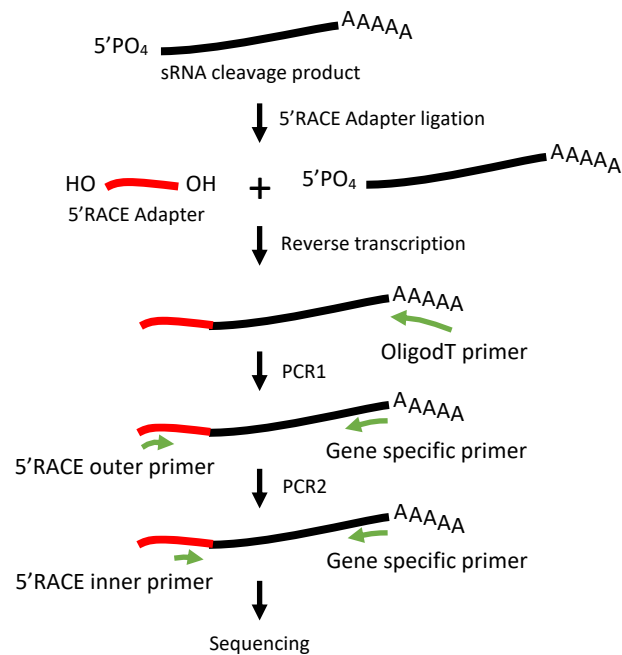 AAAAA
5’PO4
sRNA cleavage product
5’RACE Adapter ligation
AAAAA
HO OH + 5’PO4
5’RACE Adapter
Reverse transcription
AAAAA
OligodT primer
PCR1
AAAAA
5’RACE outer primer
Gene specific primer
PCR2
AAAAA
5’RACE inner primer
Gene specific primer
Sequencing